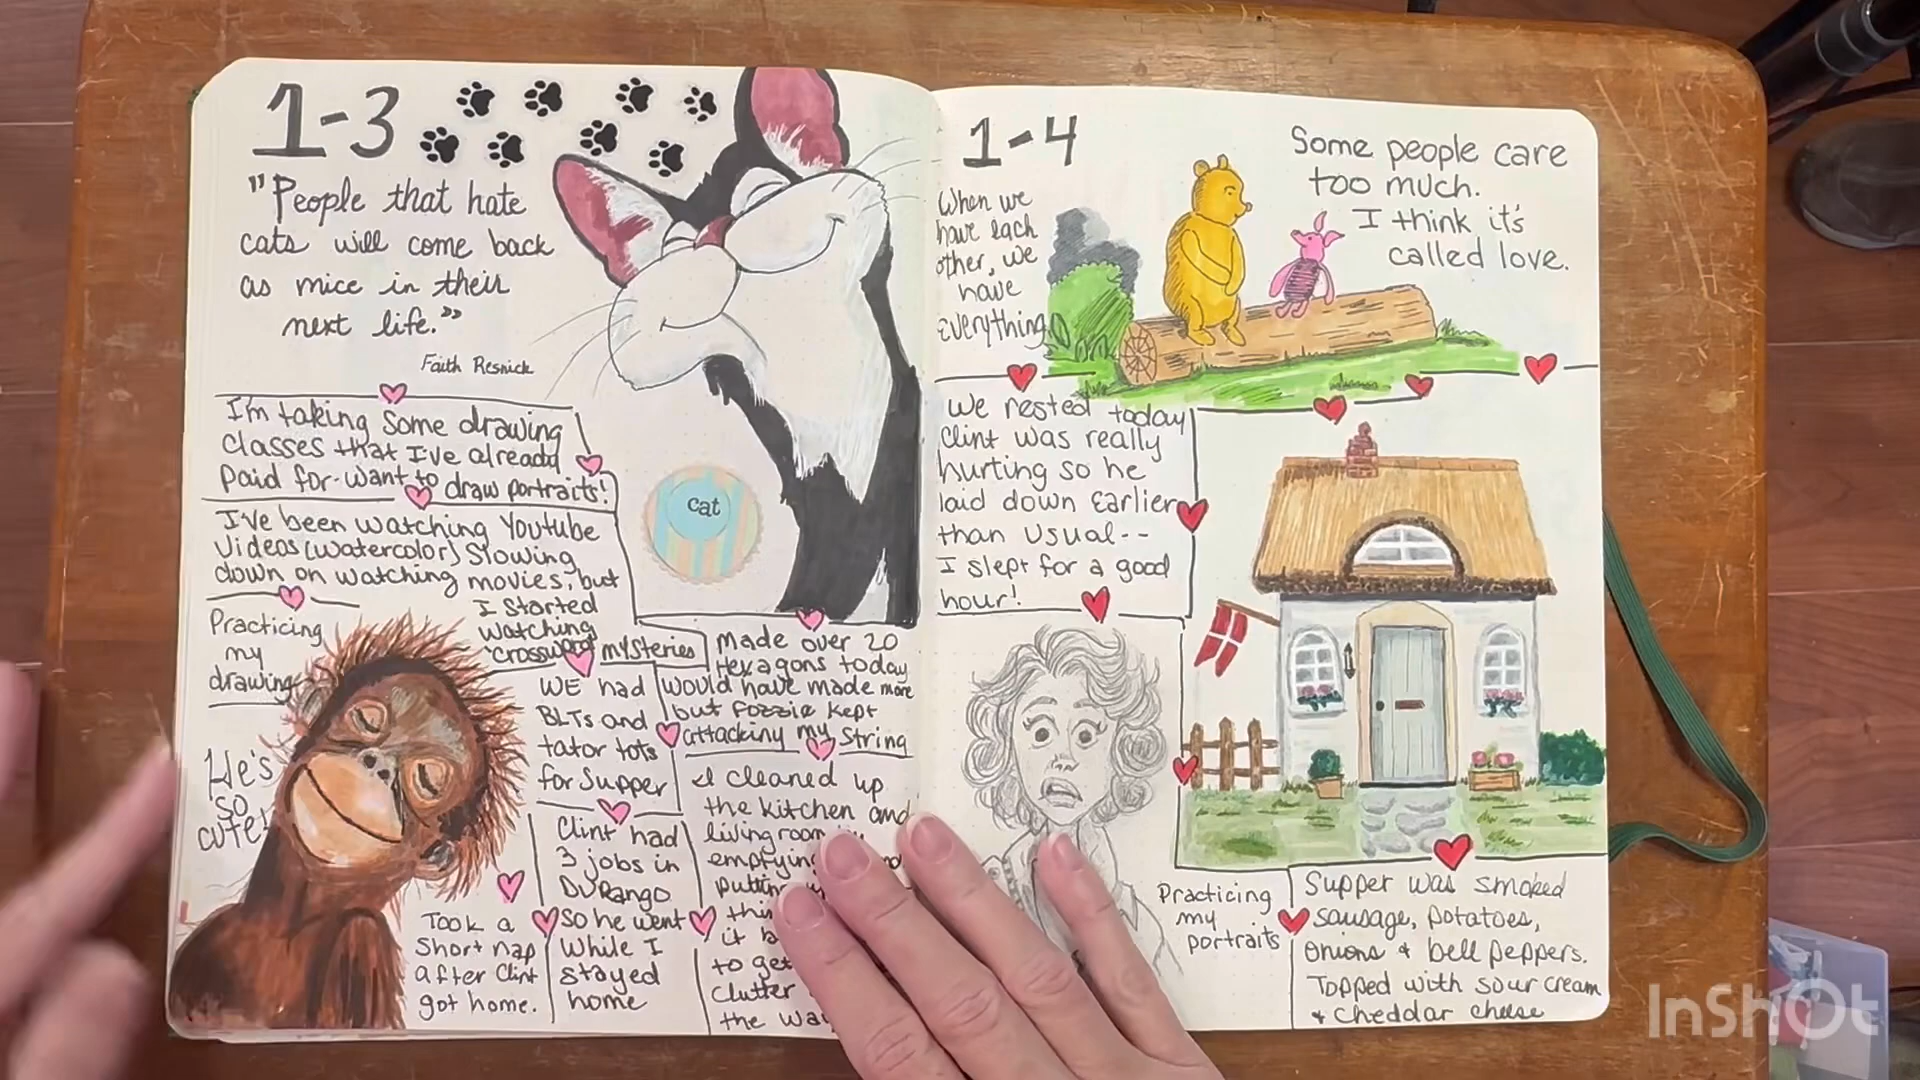 1-3
"People that hate
cats will come back
as mice in their
next life."
Faith Resnick
I'm taking some drawing
classes that I've already
paid for-want to draw portraits!
I've been watching Youtube
Videos (watercolor) slowing
down on watching movies, but
I started
watching
"Crossword mysteries
Practicing
my
drawing
He's
so
cute!
cat
WE had
BLTs and
tator tots
for Supper
Made over 20
Hexagons today
would have made more
but Fozzie kept
attacking my String
I cleaned up
the kitchen and
living room
emptying
putting
it
to get
clutter
the way
Clint had
3 jobs in
DURango
so he went
while I
stayed
home
Took a
short nap
after Clint
got home.
1-4
When we
have each
other, we
have
Everything
Some people care
too much.
I think it's
called love.
We rested today
Clint was really
hurting so he
laid down Earlier
than usual--
I slept for a good
hour!
Practicing
my
portraits
Supper was smoked
sausage, potatoes,
onions & bell peppers.
Topped with sour cream
& cheddar cheese
InShOt